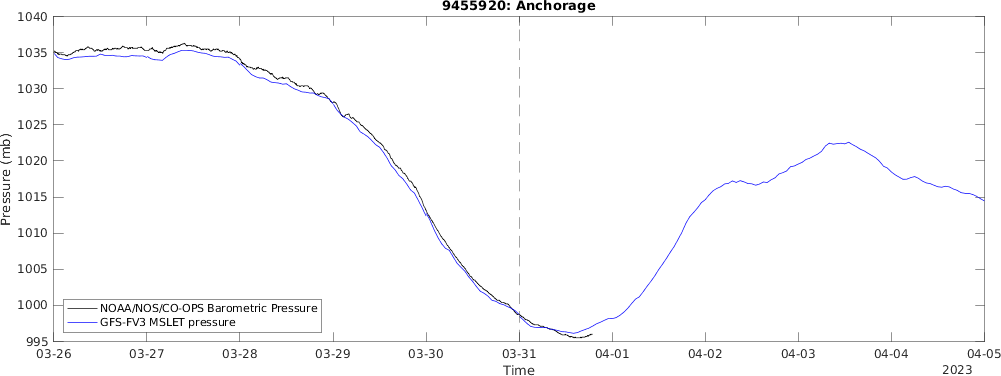 9455920: Anchorage
1040
1035
1030
1025
1020
1015
1010
1005
1000
995
Pressure (mb)
NOAA/NOS/CO-OPS Barometric Pressure
GFS-FV3 MSLET pressure
03-26 03-27 03-28 03-29 03-30 03-31 04-01 04-02 04-03 04-04 04-05
Time
2023